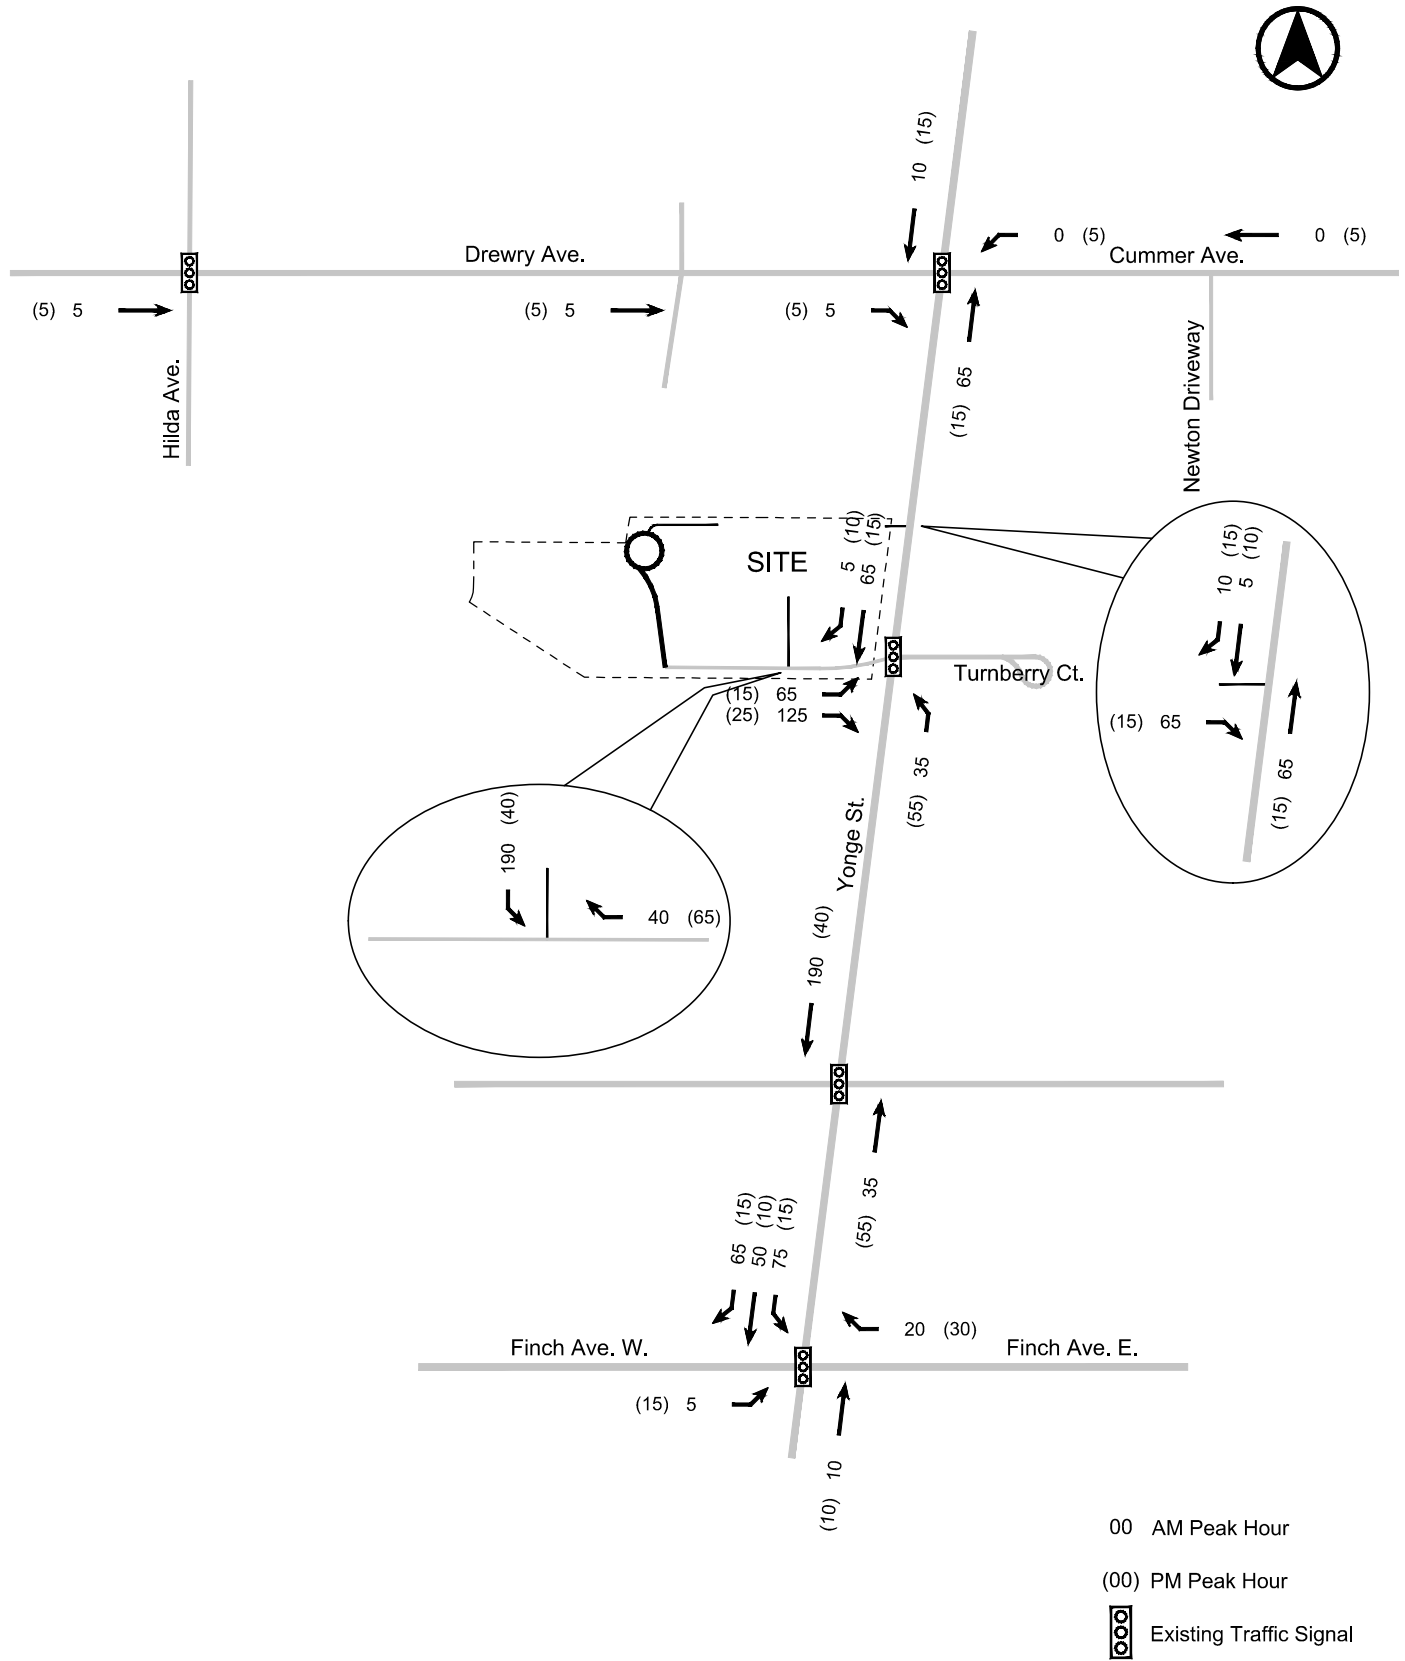 10 (15)
0 (5)
0 (5)
Drewry Ave.
Cummer Ave.
(5) 5
(5) 5
(5) 5
Hilda Ave.
(15) 65
Newton Driveway
SITE
5 (10)
65 (15)
10 (15)
5 (10)
Turnberry Ct.
(15) 65
(25) 125
(55) 35
(15) 65
(15) 65
Yonge St.
190 (40)
40 (65)
190 (40)
(55) 35
65 (15)
50 (10)
75 (15)
20 (30)
Finch Ave. W.
Finch Ave. E.
(15) 5
(10) 10
00 AM Peak Hour
(00) PM Peak Hour
Existing Traffic Signal